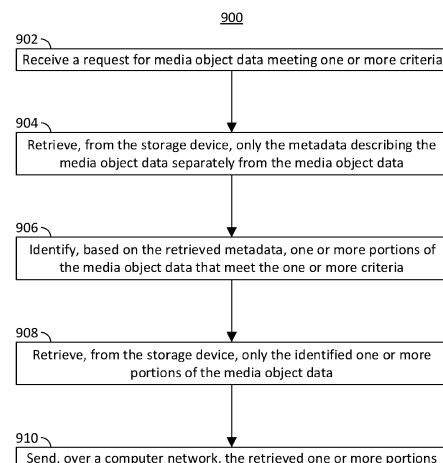 900
902
Receive a request for media object data meeting one or more criteria
904
Retrieve, from the storage device, only the metadata describing the
media object data separately from the media object data
906
Identify, based on the retrieved metadata, one or more portions of
the media object data that meet the one or more criteria
908
Retrieve, from the storage device, only the identified one or more
portions of the media object data
910
Send, over a computer network, the retrieved one or more portions